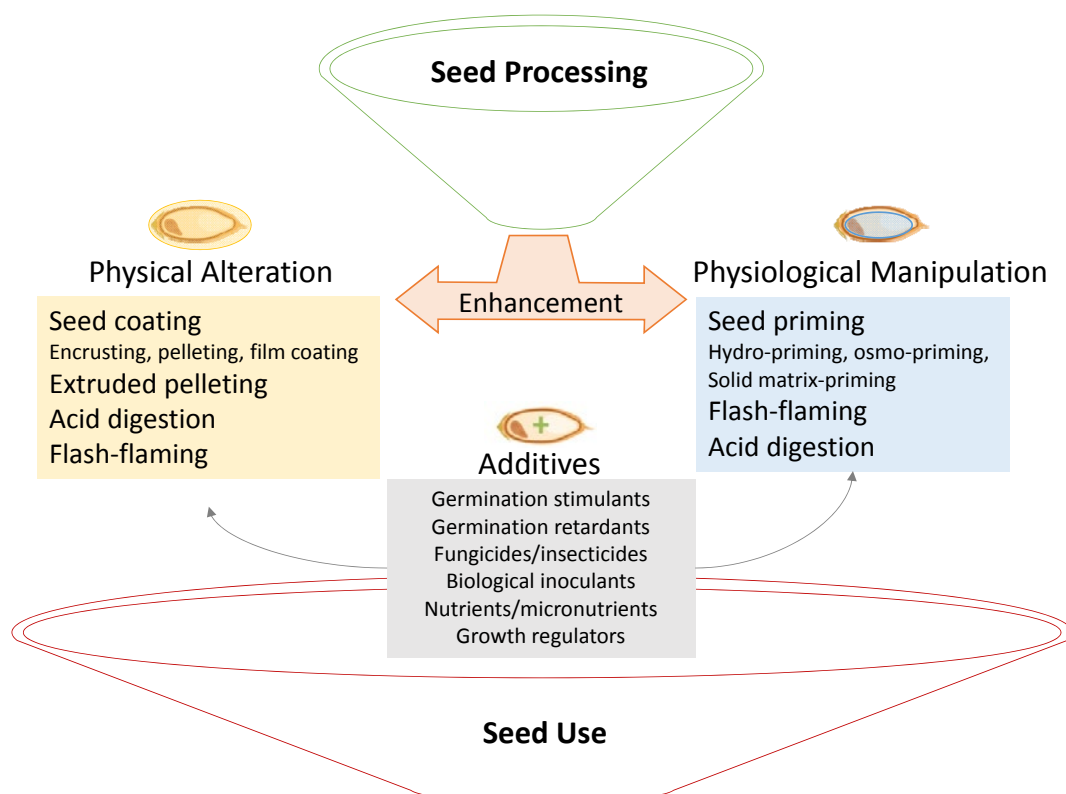 Seed Processing
Physical Alteration
Enhancement
Physiological Manipulation
Seed coating
Encrusting, pelleting, film coating
Extruded pelleting
Acid digestion
Flash-flaming
Seed priming
Hydro-priming, osmo-priming,
Solid matrix-priming
Flash-flaming
Acid digestion
Additives
Germination stimulants
Germination retardants
Fungicides/insecticides
Biological inoculants
Nutrients/micronutrients
Growth regulators
Seed Use